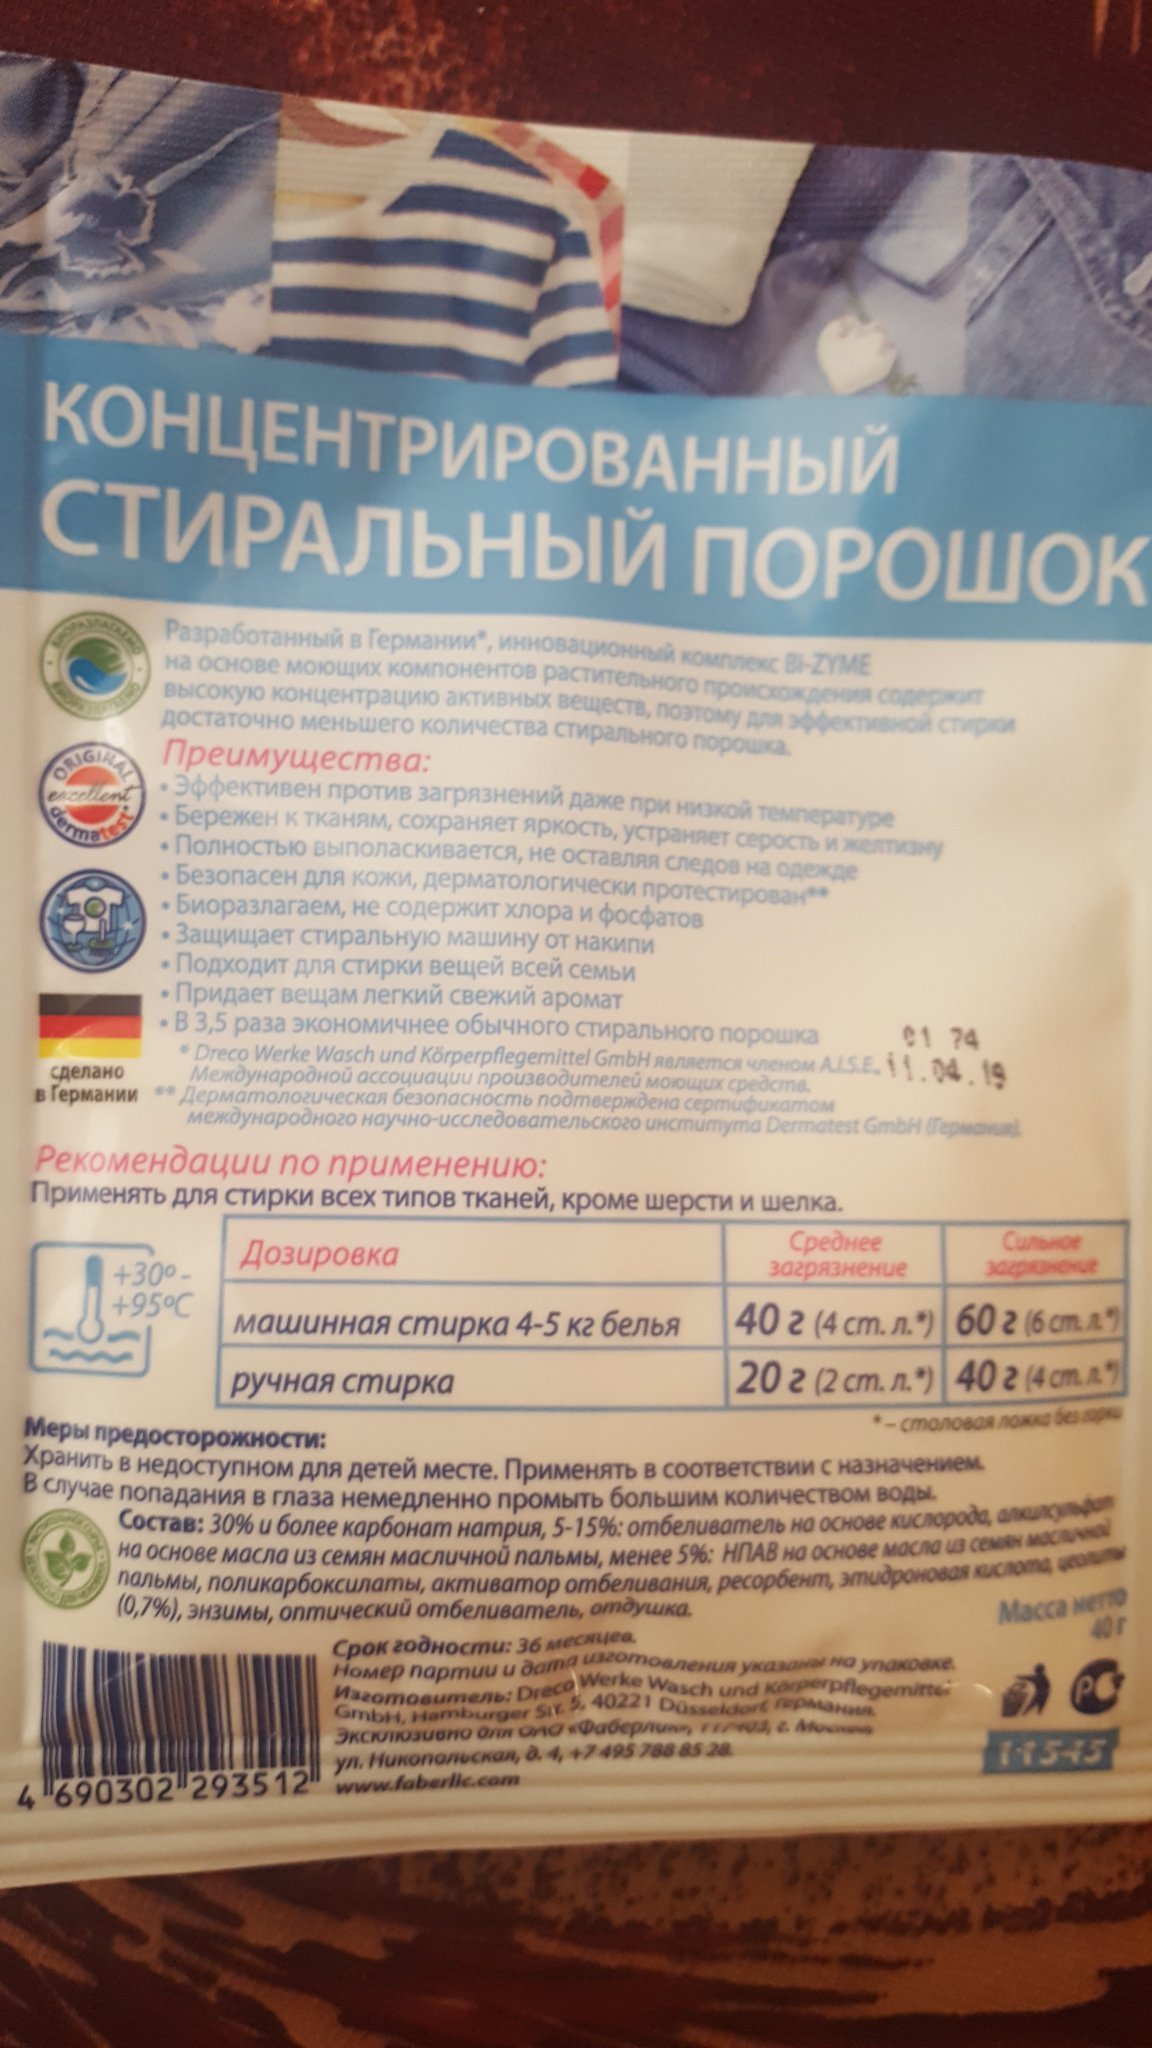 КОНЦЕНТРИРОВАННЫЙ
СТИРАЛЬНЫЙ ПОРОШОК
БИОРАЗЛАГАЕМО
Разработанный в Германии*, инновационный комплекс Bi-ZYME
на основе моющих компонентов растительного происхождения содержит
высокую концентрацию активных веществ, поэтому для эффективной стирки
достаточно меньшего количества стирального порошка.
ORIGINAL
excellent
dermatest
Преимущества:
• Эффективен против загрязнений даже при низкой температуре
• Бережен к тканям, сохраняет яркость, устраняет серость и желтизну
• Полностью выполаскивается, не оставляя следов на одежде
• Безопасен для кожи, дерматологически протестирован**
• Биоразлагаем, не содержит хлора и фосфатов
• Защищает стиральную машину от накипи
• Подходит для стирки вещей всей семьи
• Придает вещам легкий свежий аромат
• В 3,5 раза экономичнее обычного стирального порошка
01 74
11.04.19
сделано
в Германии
* Dreco Werke Wasch und Körperpflegemittel GmbH является членом A.I.S.E.,
Международной ассоциации производителей моющих средств.
** Дерматологическая безопасность подтверждена сертификатом
международного научно-исследовательского института Dermatest GmbH (Германия).
Рекомендации по применению:
Применять для стирки всех типов тканей, кроме шерсти и шелка.
+30º-
+95ºC
Дозировка Среднее загрязнение Сильное загрязнение
машинная стирка 4-5 кг белья 40 г (4 ст. л.*) 60 г (6 ст. л.*)
ручная стирка 20 г (2 ст. л.*) 40 г (4 ст. л.*)
* – столовая ложка без горки
Меры предосторожности:
Хранить в недоступном для детей месте. Применять в соответствии с назначением.
В случае попадания в глаза немедленно промыть большим количеством воды.
Состав: 30% и более карбонат натрия, 5-15%: отбеливатель на основе кислорода, алкилсульфат
на основе масла из семян масличной пальмы, менее 5%: НПАВ на основе масла из семян масличной
пальмы, поликарбоксилаты, активатор отбеливания, ресорбент, этидроновая кислота, цеолиты
(0,7%), энзимы, оптический отбеливатель, отдушка.
Масса нетто
40 г
Срок годности: 36 месяцев.
Номер партии и дата изготовления указаны на упаковке.
Изготовитель: Dreco Werke Wasch und Körperpflegemittel
GmbH, Hamburger Str. 5, 40221 Düsseldorf, Германия.
Эксклюзивно для ОАО «Фаберлик», г. Москва
ул. Никопольская, д. 4, +7 495 788 85 28.
www.faberlic.com
4 690302 293512
РС
11545